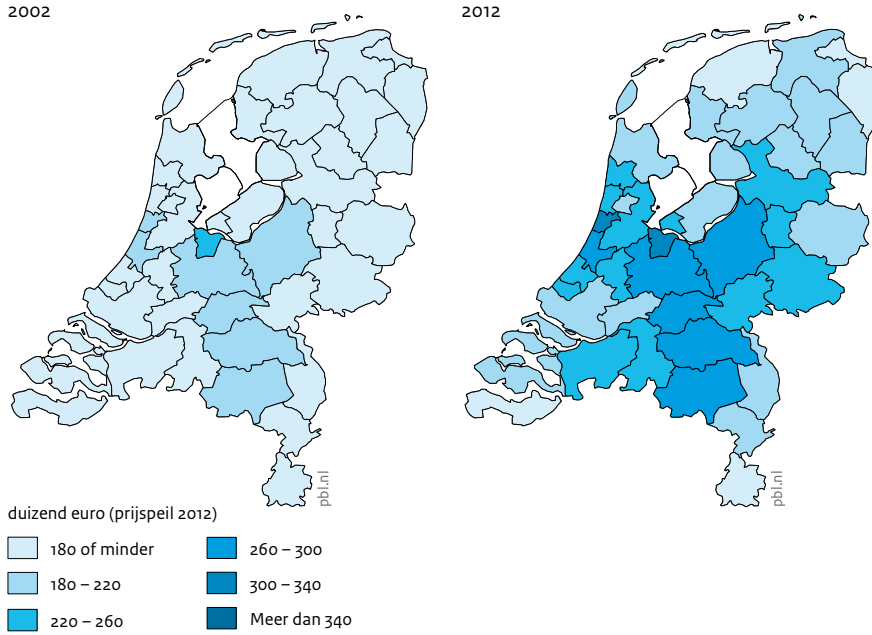 2002
2012
pbl.nl
pbl.nl
duizend euro (prijspeil 2012)
180 of minder
180 – 220
220 – 260
260 – 300
300 – 340
Meer dan 340